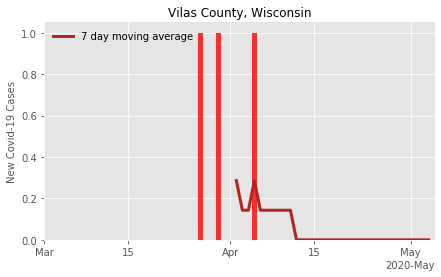 Vilas County, Wisconsin
7 day moving average
New Covid-19 Cases
1.0
0.8
0.6
0.4
0.2
0.0
Mar 15 Apr 15 May
2020-May